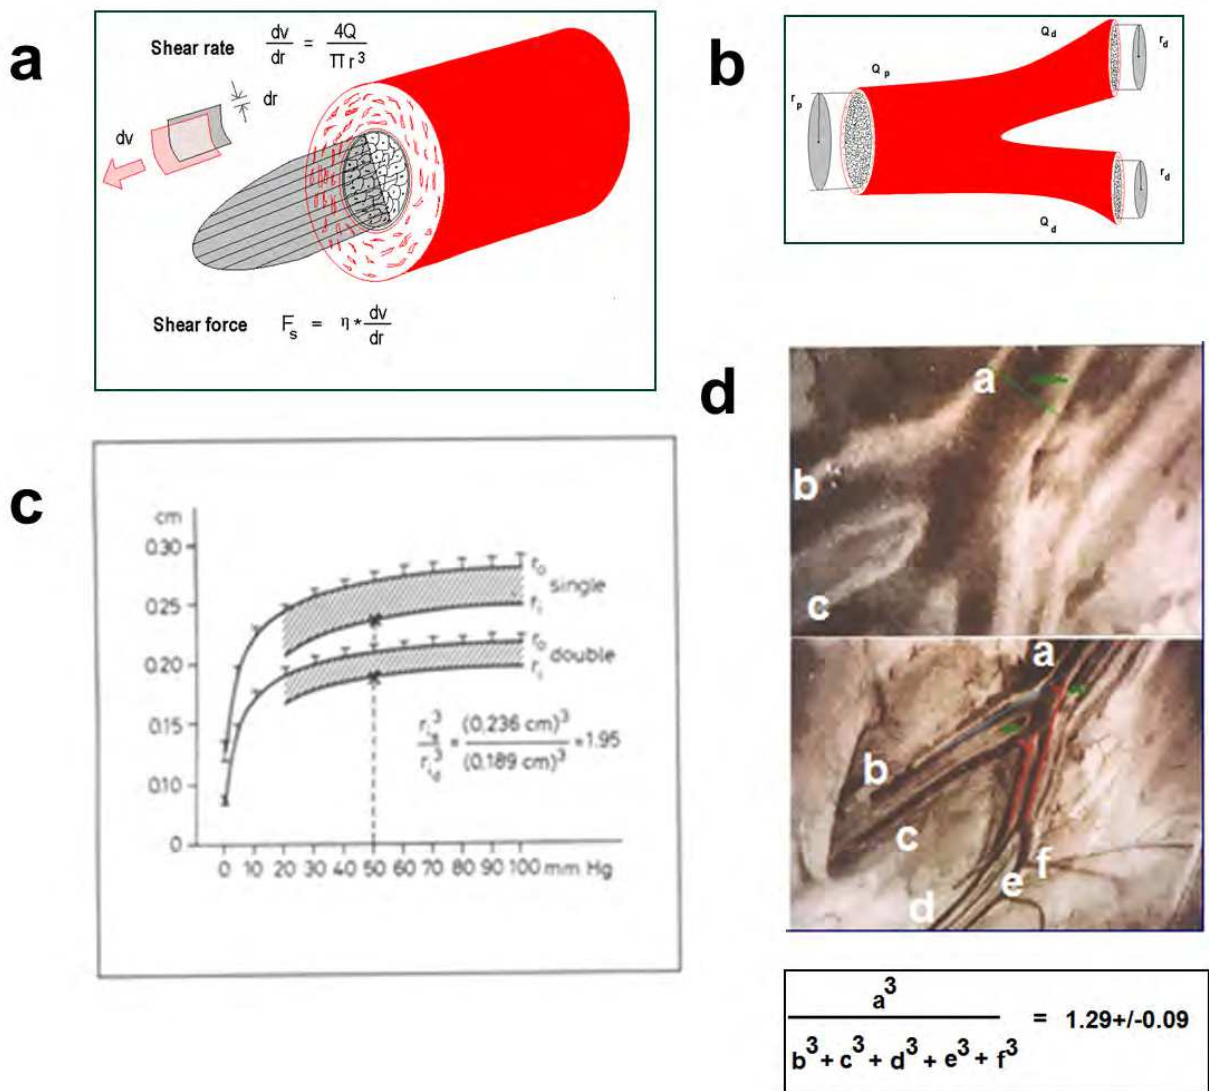 a
Shear rate dv/dr = 4Q/Πr³
dr
dv
Shear force F_s = η*dv/dr
b
Q_d
r_d
Q_p
r_p
r_d
Q_d
c
cm
0.30
0.25
0.20
0.15
0.10
0
r_o
single
r_i
r_o
double
r_i
r_i_s³/r_i_d³ = (0,236 cm)³/(0.189 cm)³ = 1.95
0 10 20 30 40 50 60 70 80 90 100 mm Hg
d
a
b
c
a
b
c
d
e
f
a³/b³+c³+d³+e³+f³ = 1.29+/-0.09